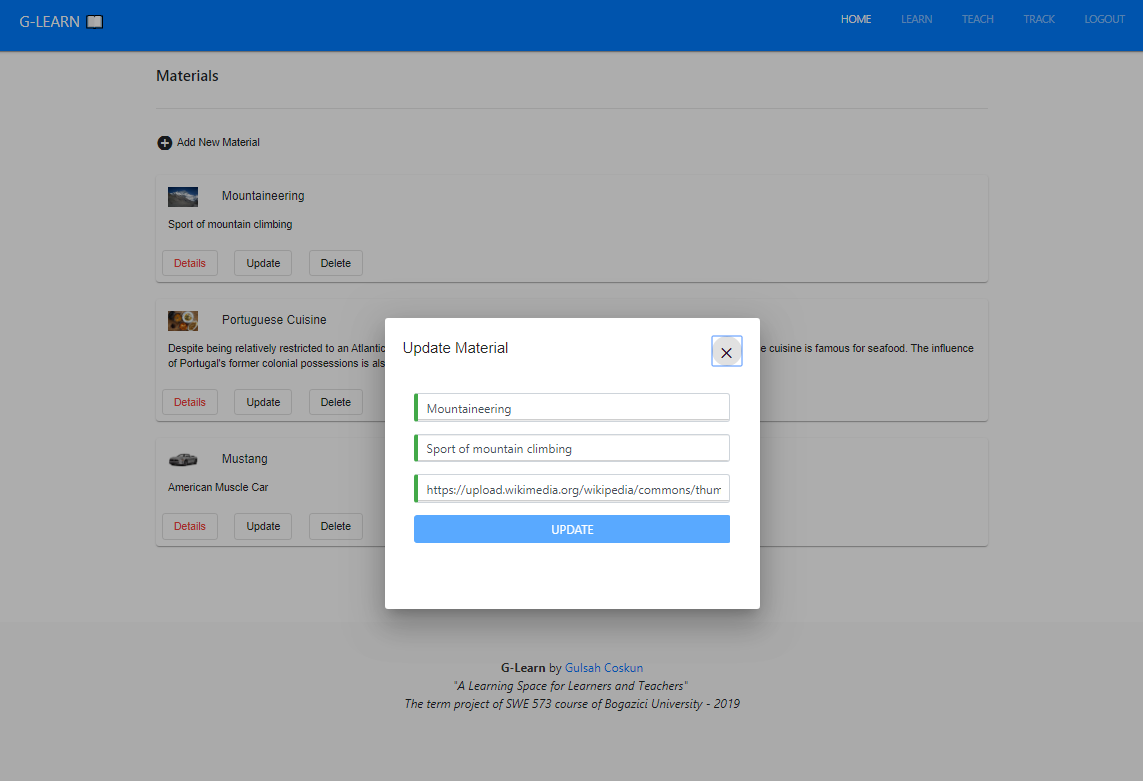 G-LEARN
HOME
LEARN
TEACH
TRACK
LOGOUT
Materials
Add New Material
Mountaineering
Sport of mountain climbing
Details
Update
Delete
Portuguese Cuisine
Despite being relatively restricted to an Atlantic
e cuisine is famous for seafood. The influence
of Portugal's former colonial possessions is als
Details
Update
Delete
Mustang
American Muscle Car
Details
Update
Delete
Update Material
Mountaineering
Sport of mountain climbing
https://upload.wikimedia.org/wikipedia/commons/thum
UPDATE
G-Learn by Gulsah Coskun
"A Learning Space for Learners and Teachers"
The term project of SWE 573 course of Bogazici University - 2019